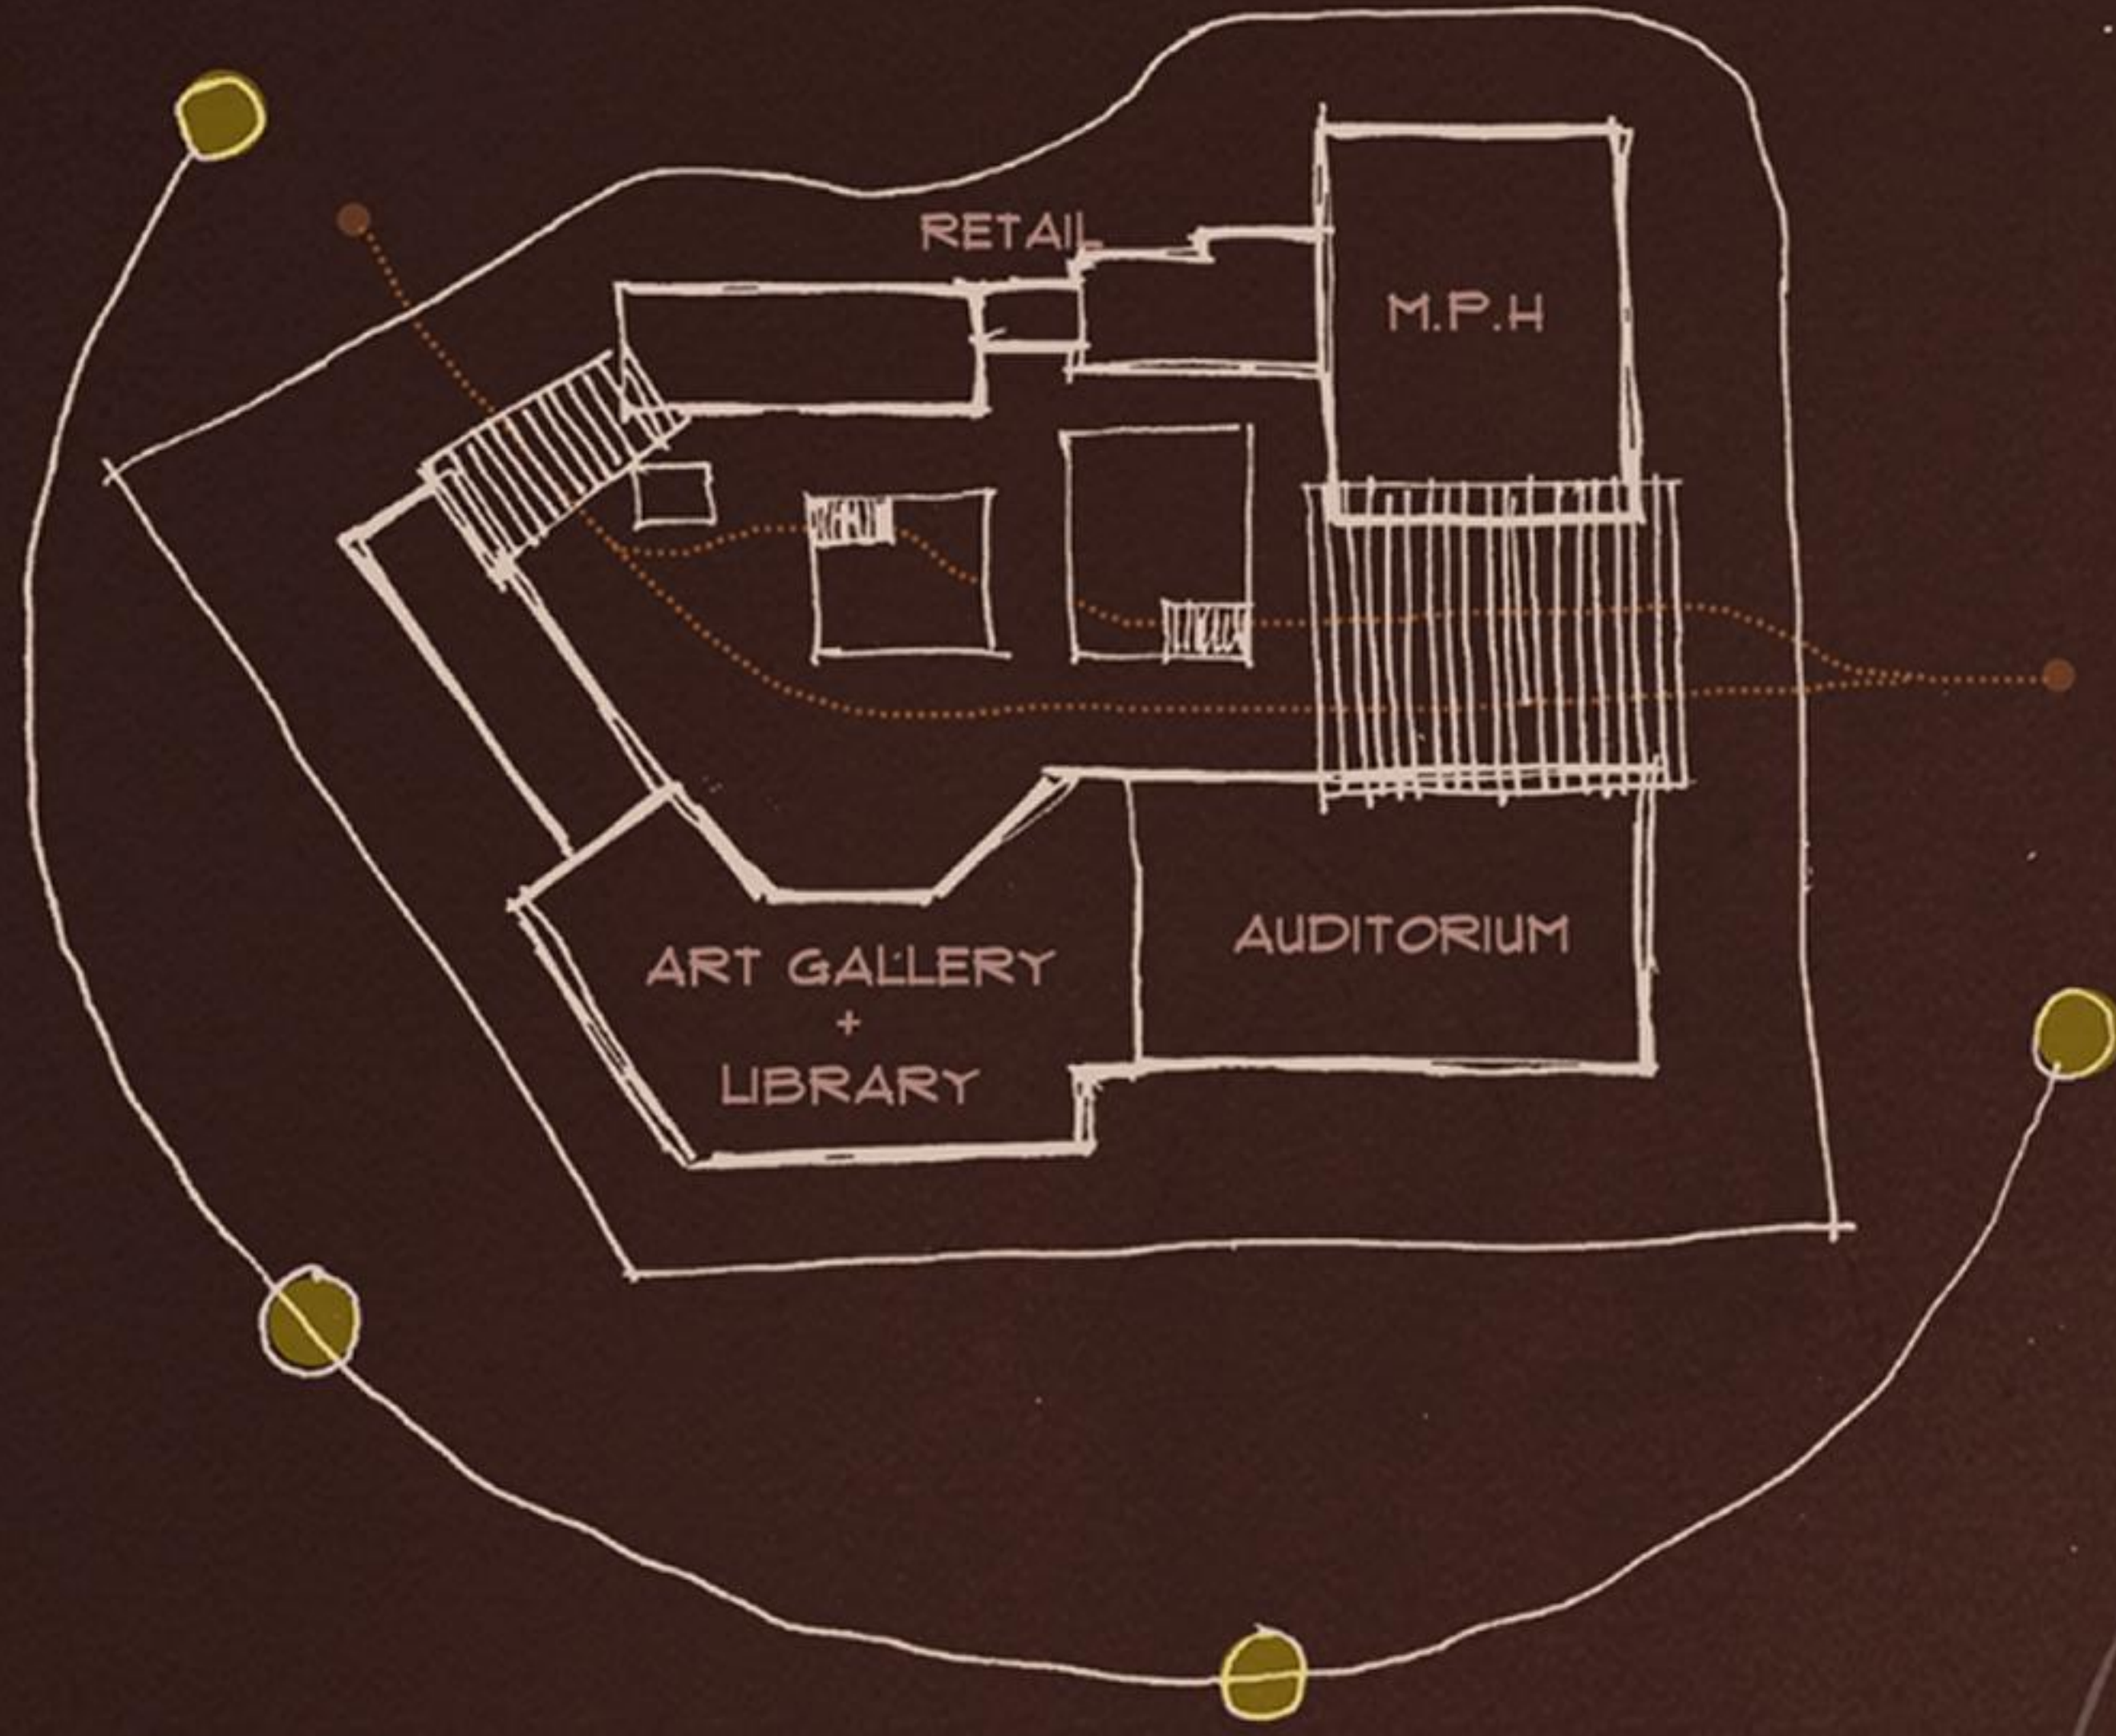 RETAIL
M.P.H
AUDITORIUM
ART GALLERY
+
LIBRARY